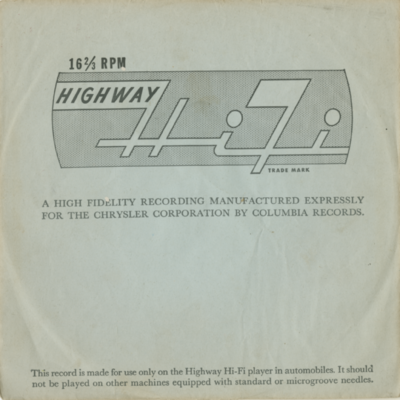 16⅔ RPM
HIGHWAY
Hi-Fi
TRADE MARK
A HIGH FIDELITY RECORDING MANUFACTURED EXPRESSLY
FOR THE CHRYSLER CORPORATION BY COLUMBIA RECORDS.
This record is made for use only on the Highway Hi-Fi player in automobiles. It should
not be played on other machines equipped with standard or microgroove needles.